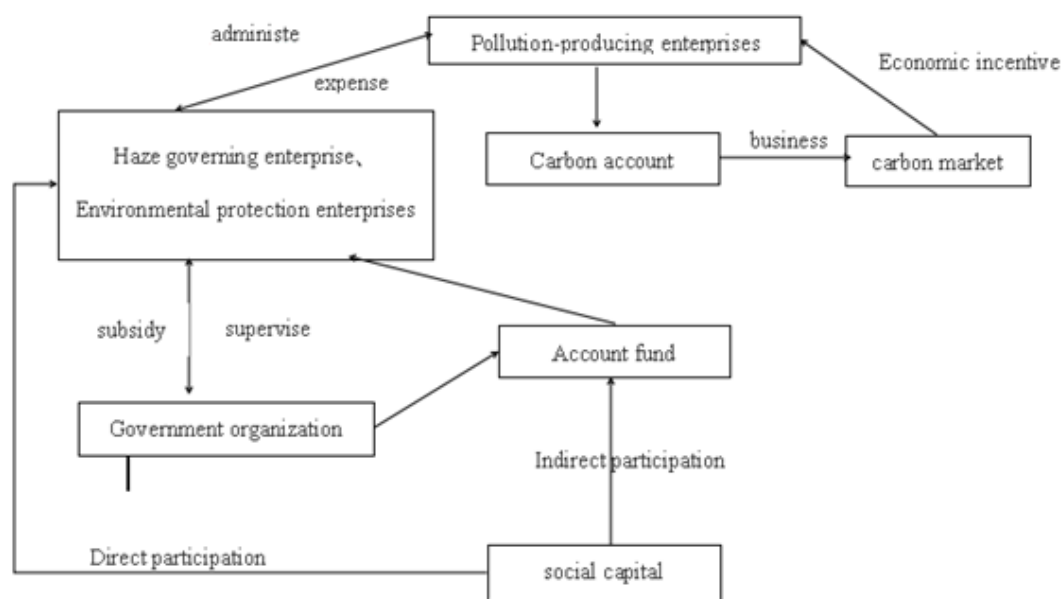 administe
Pollution-producing enterprises
Economic incentive
expense
Haze governing enterprise、
Environmental protection enterprises
Carbon account
business
carbon market
subsidy
supervise
Account fund
Government organization
Indirect participation
Direct participation
social capital